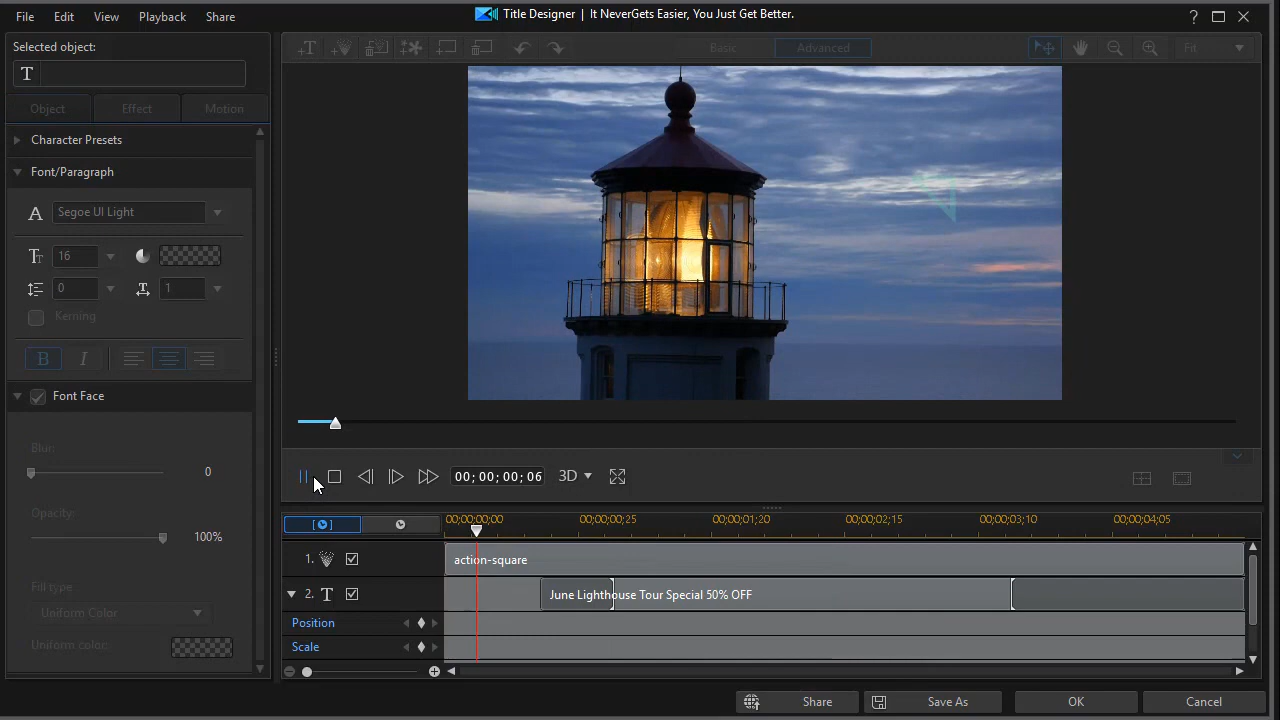 File Edit View Playback Share
Title Designer | It NeverGets Easier, You Just Get Better.
?
Selected object:
T
Basic Advanced Fit
Object Effect Motion
Character Presets
Font/Paragraph
A Segoe UI Light
16
0 1
Kerning
B I
Font Face
Blur:
0
Opacity:
100%
Fill type:
Uniform Color
Uniform color:
00; 00; 00; 06 3D
00;00;00;00 00;00;00;25 00;00;01;20 00;00;02;15 00;00;03;10 00;00;04;05
1. action-square
2. T June Lighthouse Tour Special 50% OFF
Position
Scale
Share Save As OK Cancel